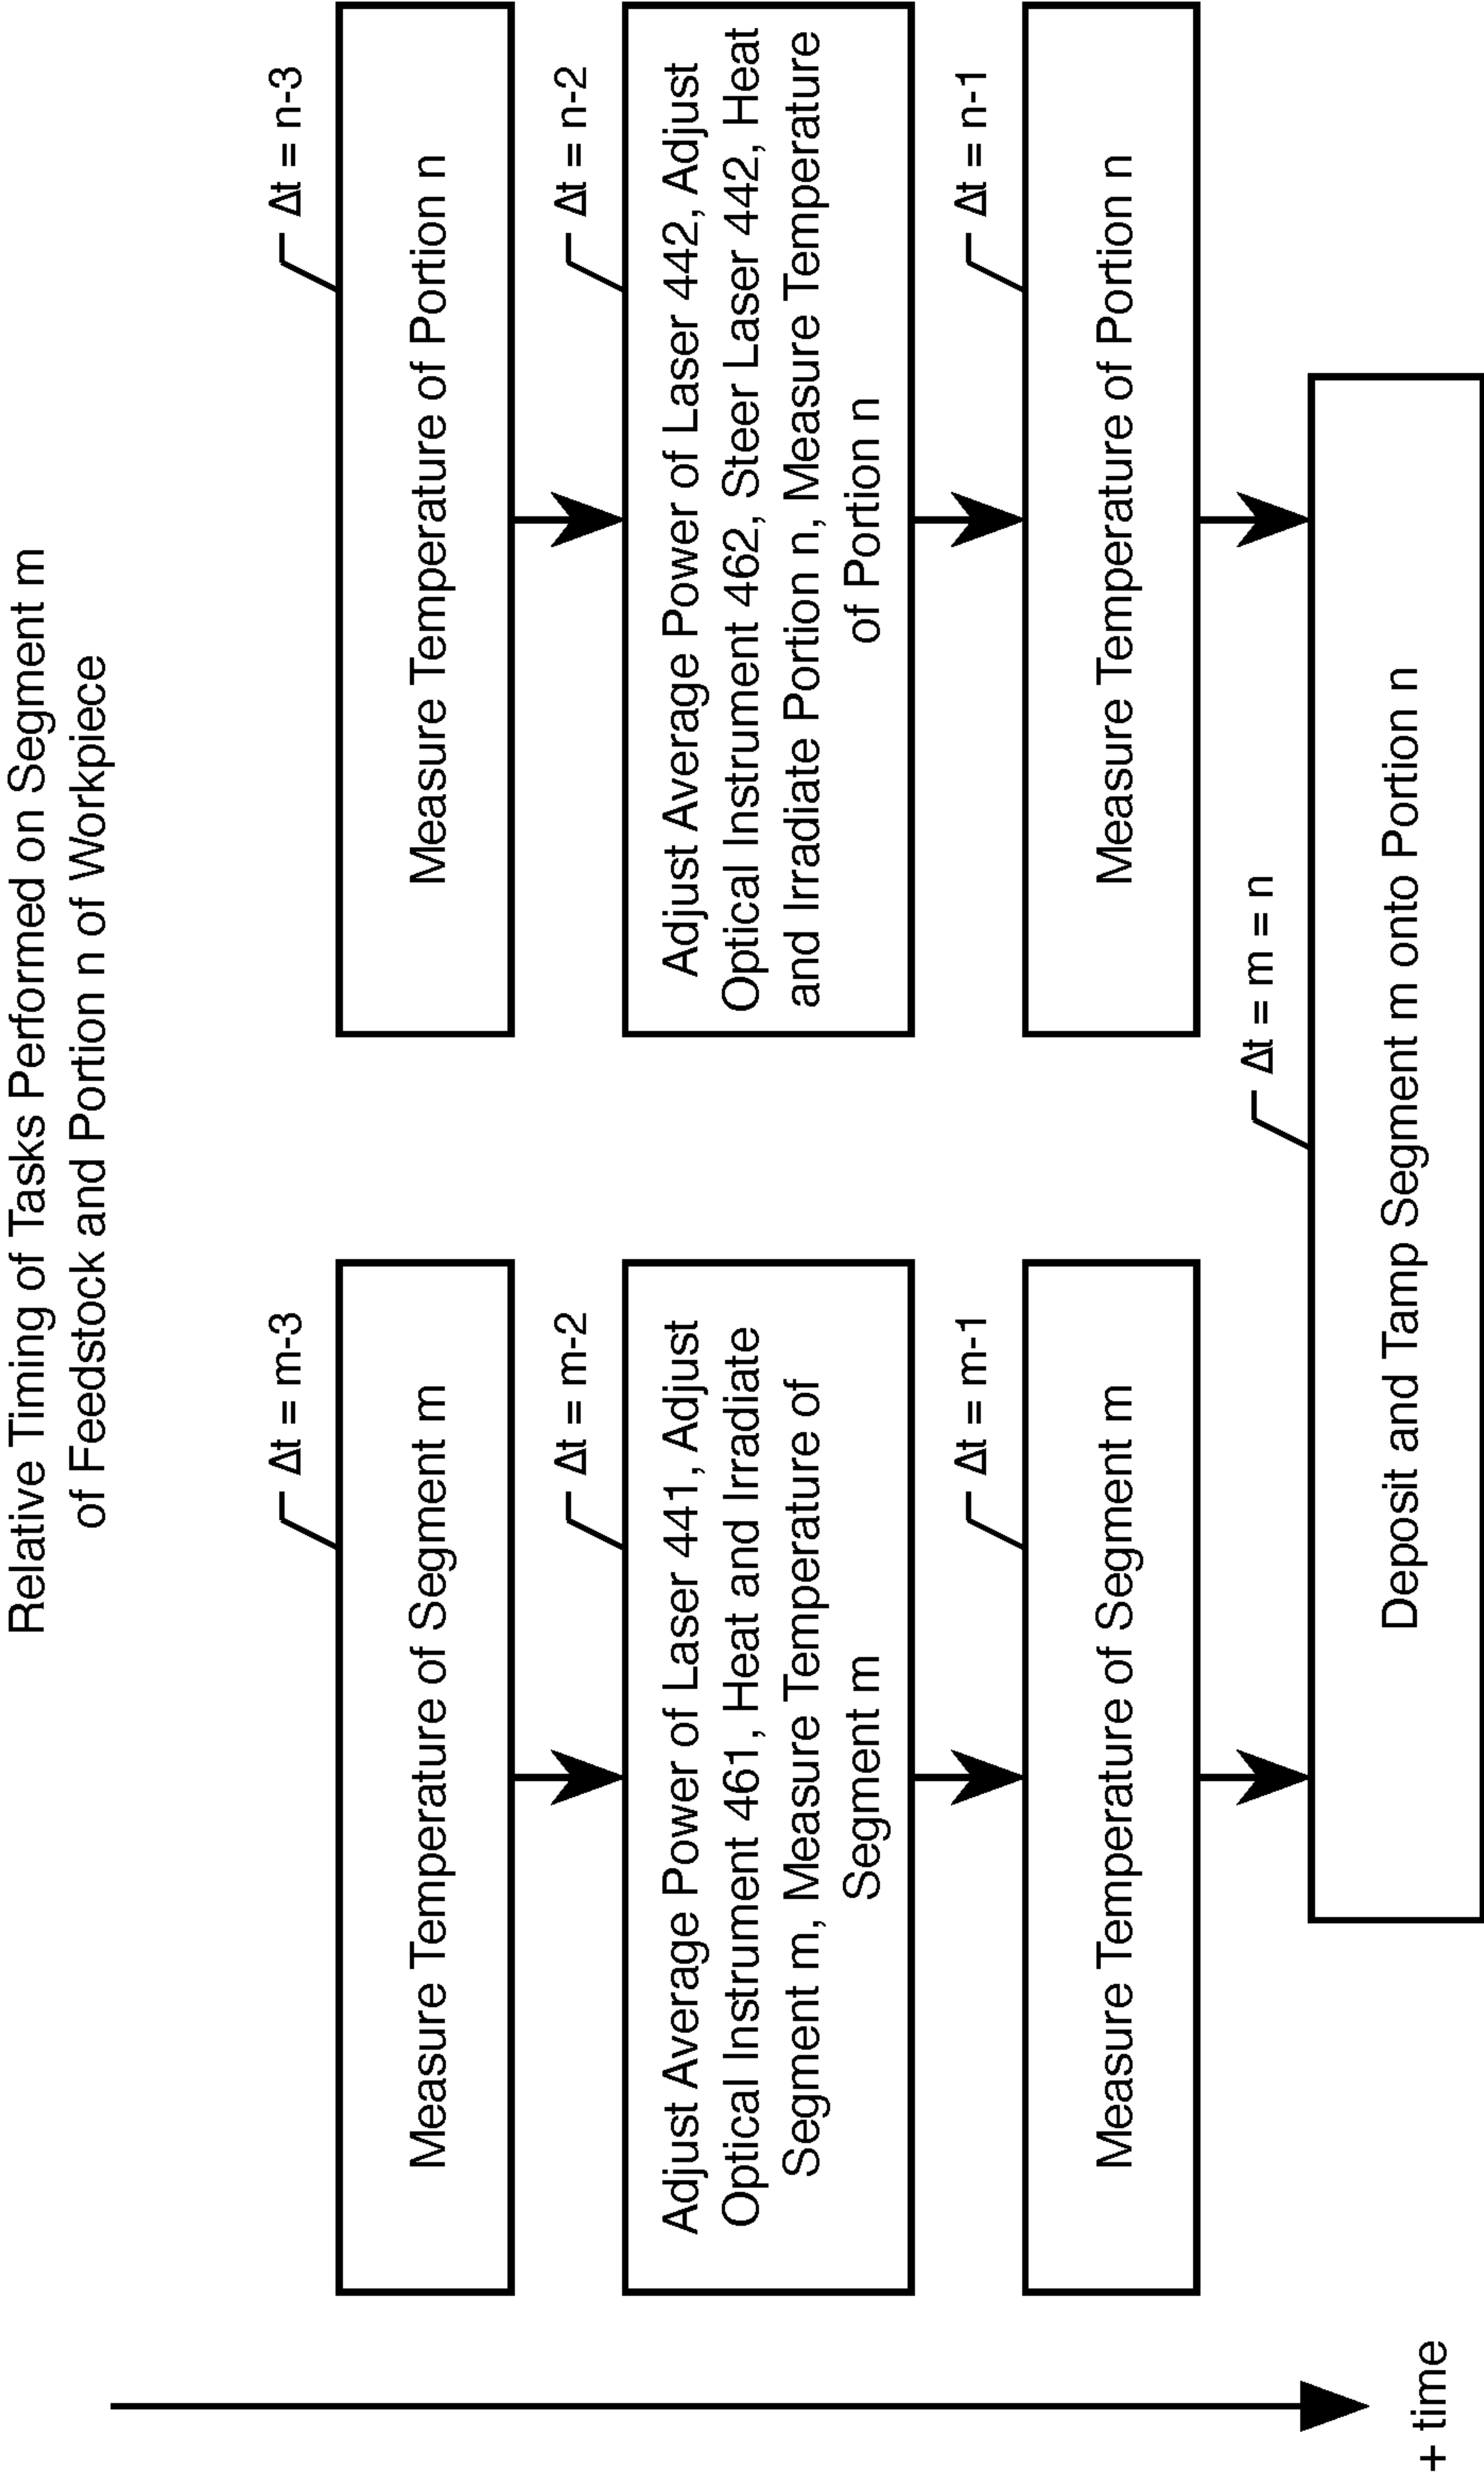 Relative Timing of Tasks Performed on Segment m
of Feedstock and Portion n of Workpiece
Δt = m-3
Measure Temperature of Segment m
Δt = n-3
Measure Temperature of Portion n
Δt = m-2
Adjust Average Power of Laser 441, Adjust
Optical Instrument 461, Heat and Irradiate
Segment m, Measure Temperature of
Segment m
Δt = n-2
Adjust Average Power of Laser 442, Adjust
Optical Instrument 462, Steer Laser 442, Heat
and Irradiate Portion n, Measure Temperature
of Portion n
Δt = m-1
Measure Temperature of Segment m
Δt = n-1
Measure Temperature of Portion n
Δt = m = n
Deposit and Tamp Segment m onto Portion n
+ time